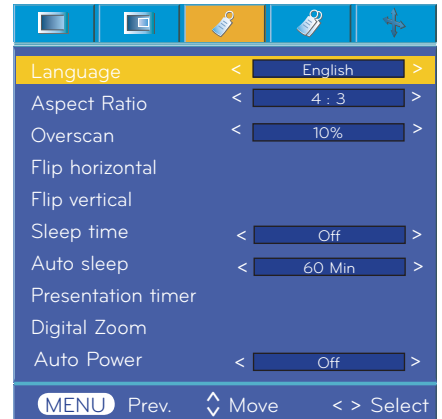 Language < English >
Aspect Ratio < 4 : 3 >
Overscan < 10% >
Flip horizontal
Flip vertical
Sleep time < Off >
Auto sleep < 60 Min >
Presentation timer
Digital Zoom
Auto Power < Off >
MENU Prev. Move < > Select